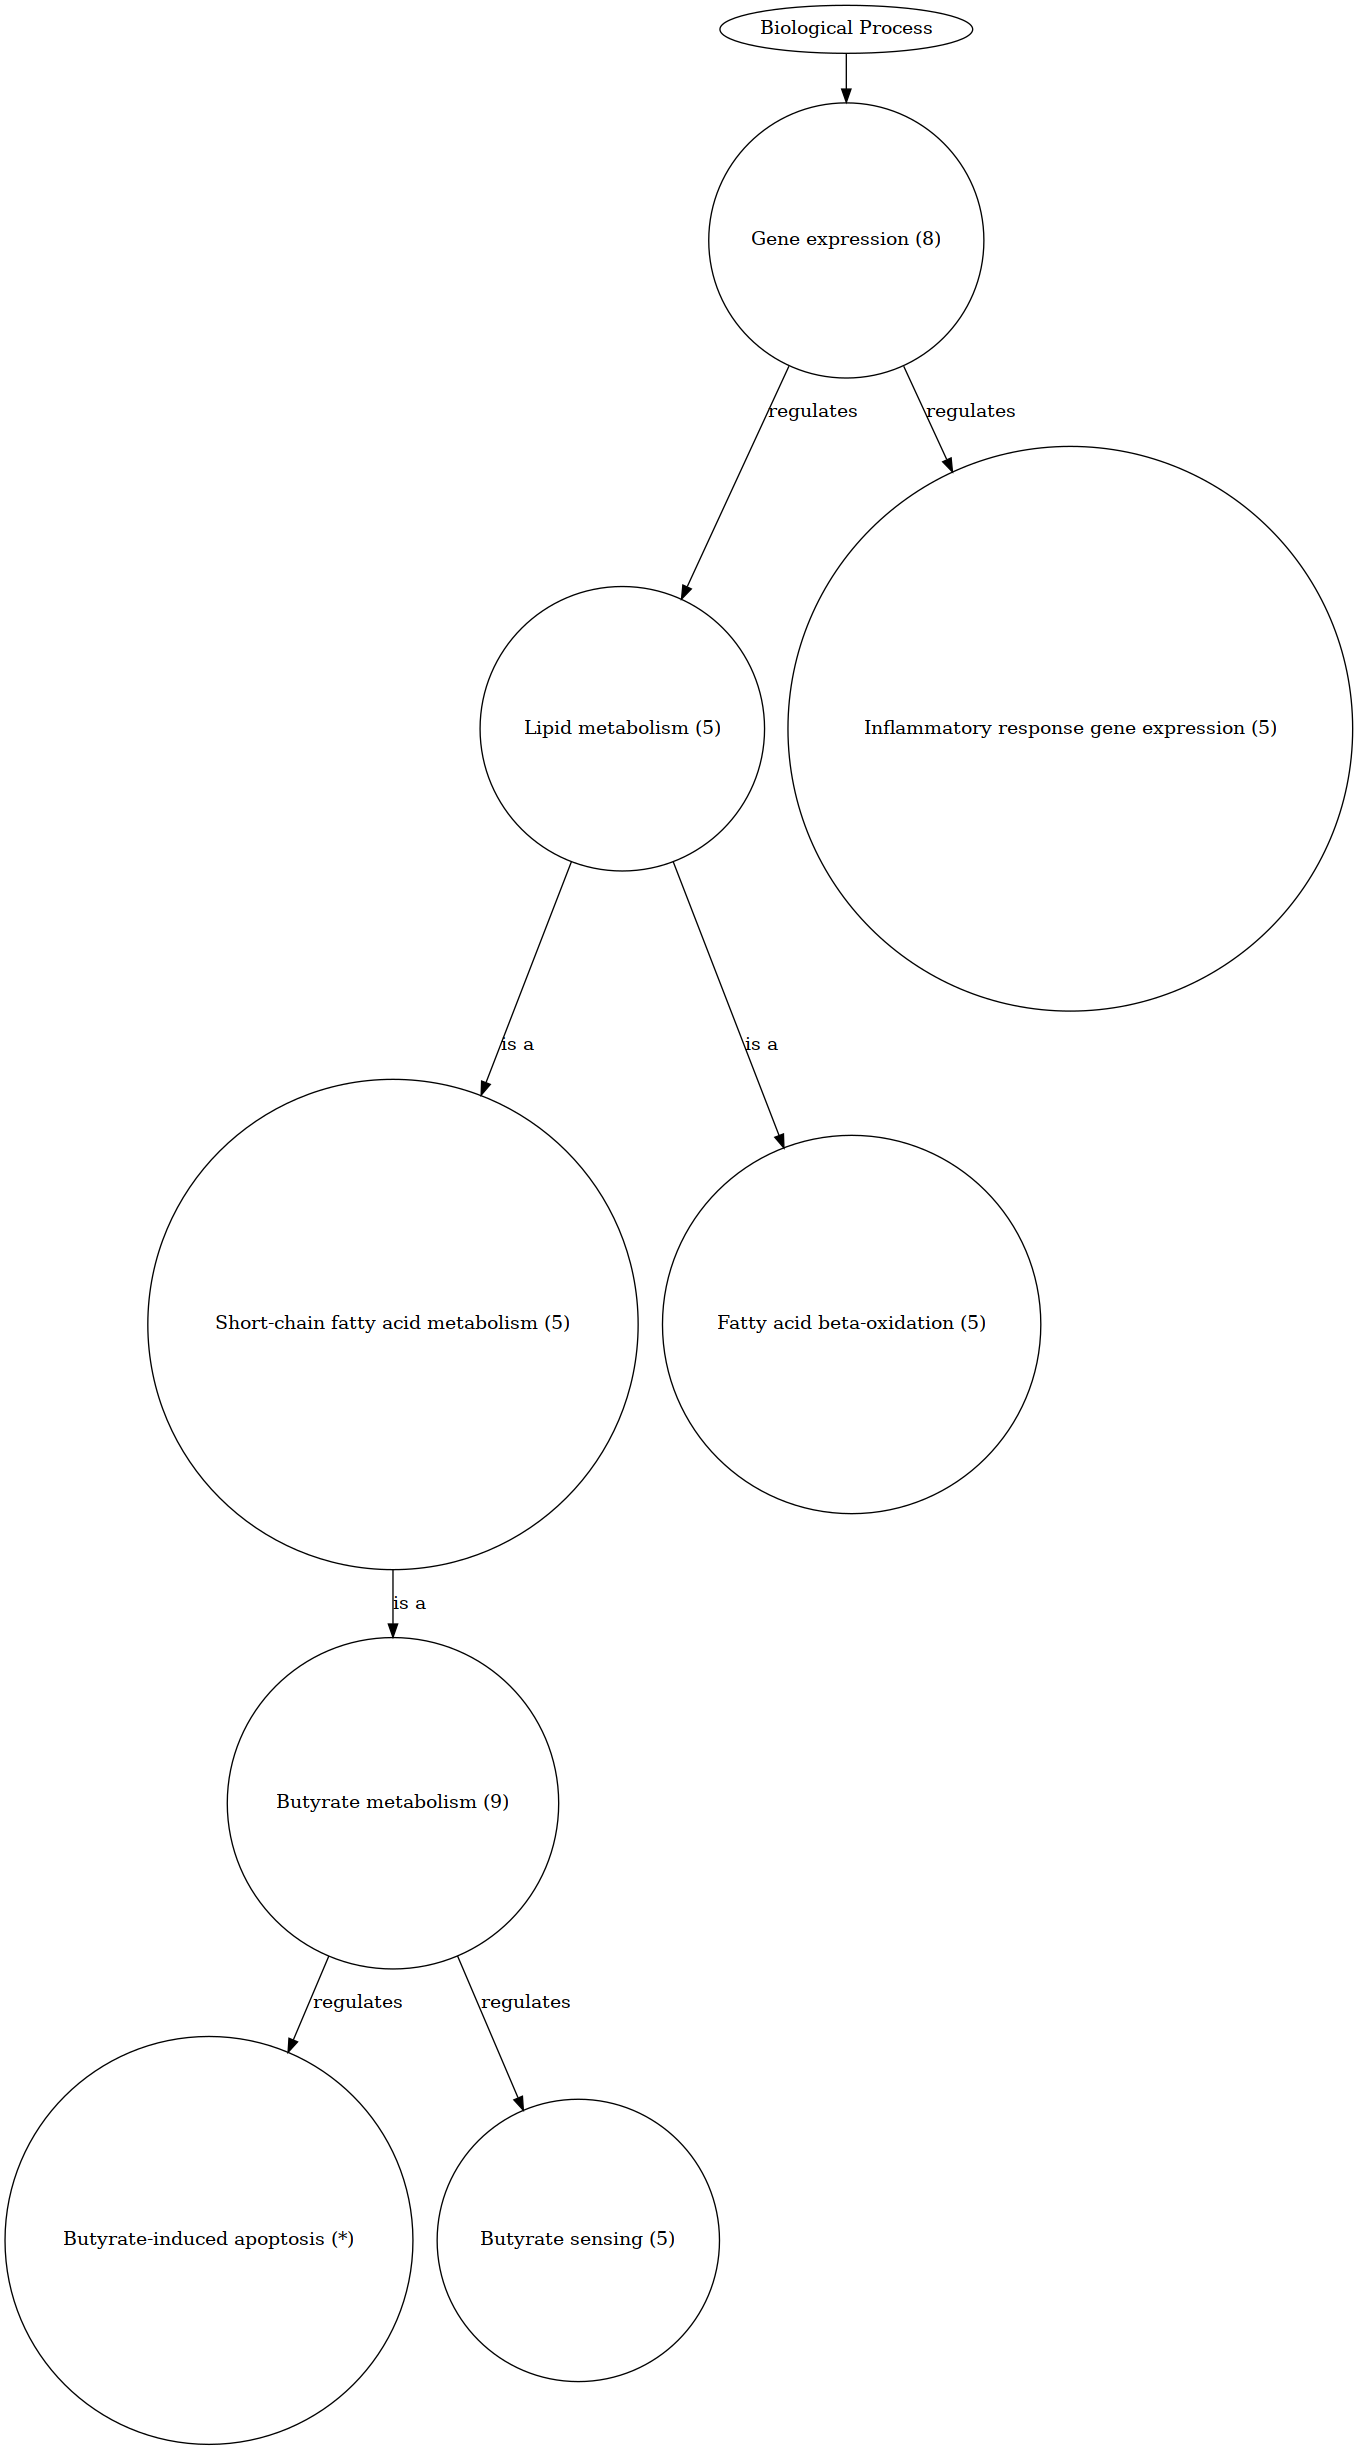 Biological Process
Gene expression (8)
regulates
regulates
Lipid metabolism (5)
Inflammatory response gene expression (5)
is a
is a
Short-chain fatty acid metabolism (5)
Fatty acid beta-oxidation (5)
is a
Butyrate metabolism (9)
regulates
regulates
Butyrate-induced apoptosis (*)
Butyrate sensing (5)